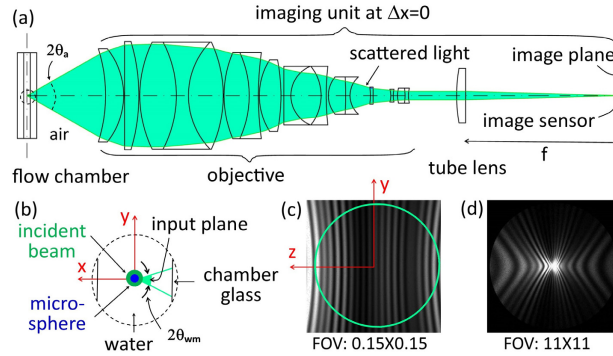 imaging unit at Δx=0
(a)
2θa
scattered light
image plane
air
image sensor
f
flow chamber
objective
tube lens
(b)
y
input plane
incident
beam
x
chamber
glass
micro-
sphere
2θwm
water
(c)
y
z
FOV: 0.15X0.15
(d)
FOV: 11X11